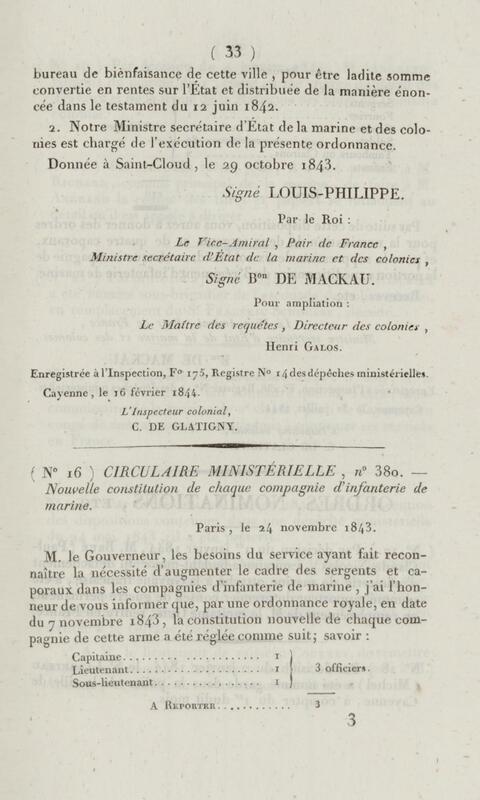 ( 33 )
bureau de bienfaisance de cette ville , pour être ladite somme
convertie en rentes sur l'État et distribuée de la manière énon-
cée dans le testament du 12 juin 1842.
2. Notre Ministre secrétaire d'État de la marine et des colo-
nies est chargé de l'exécution de la présente ordonnance.
Donnée à Saint-Cloud, le 29 octobre 1843.
Signé LOUIS-PHILIPPE.
Par le Roi :
Le Vice-Amiral , Pair de France ,
Ministre secrétaire d'État de la marine et des colonies ,
Signé Bon DE MACKAU.
Pour ampliation :
Le Maître des requêtes, Directeur des colonies ,
Henri GALOS.
Enregistrée à l'Inspection, F° 175, Registre N° 14 des dépêches ministérielles.
Cayenne, le 16 février 1844.
L'Inspecteur colonial,
C. DE GLATIGNY.
( N° 16 ) CIRCULAIRE MINISTÉRIELLE , n° 380. —
Nouvelle constitution de chaque compagnie d'infanterie de
marine.
Paris, le 24 novembre 1843.
M. le Gouverneur, les besoins du service ayant fait recon-
naître la nécessité d'augmenter le cadre des sergents et ca-
poraux dans les compagnies d'infanterie de marine , j'ai l'hon-
neur de vous informer que, par une ordonnance royale, en date
du 7 novembre 1843, la constitution nouvelle de chaque com-
pagnie de cette arme a été réglée comme suit; savoir :
Capitaine........................ 1
Lieutenant....................... 1 3 officiers.
Sous-lieutenant.................. 1
A REPORTER............ 3
3